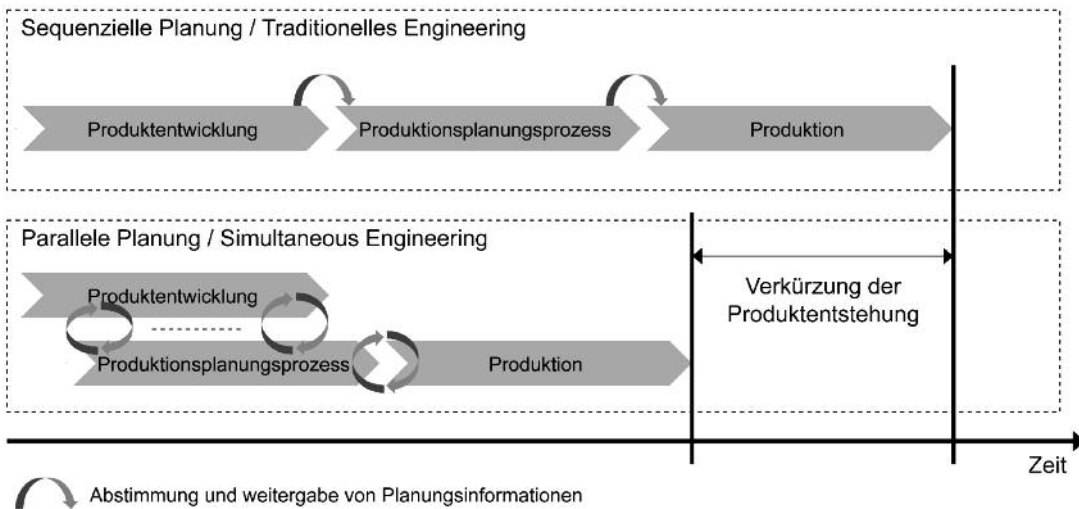 Sequenzielle Planung / Traditionelles Engineering
Produktentwicklung
Produktionsplanungsprozess
Produktion
Parallele Planung / Simultaneous Engineering
Produktentwicklung
Produktionsplanungsprozess
Produktion
Verkürzung der
Produktentstehung
Zeit
Abstimmung und weitergabe von Planungsinformationen